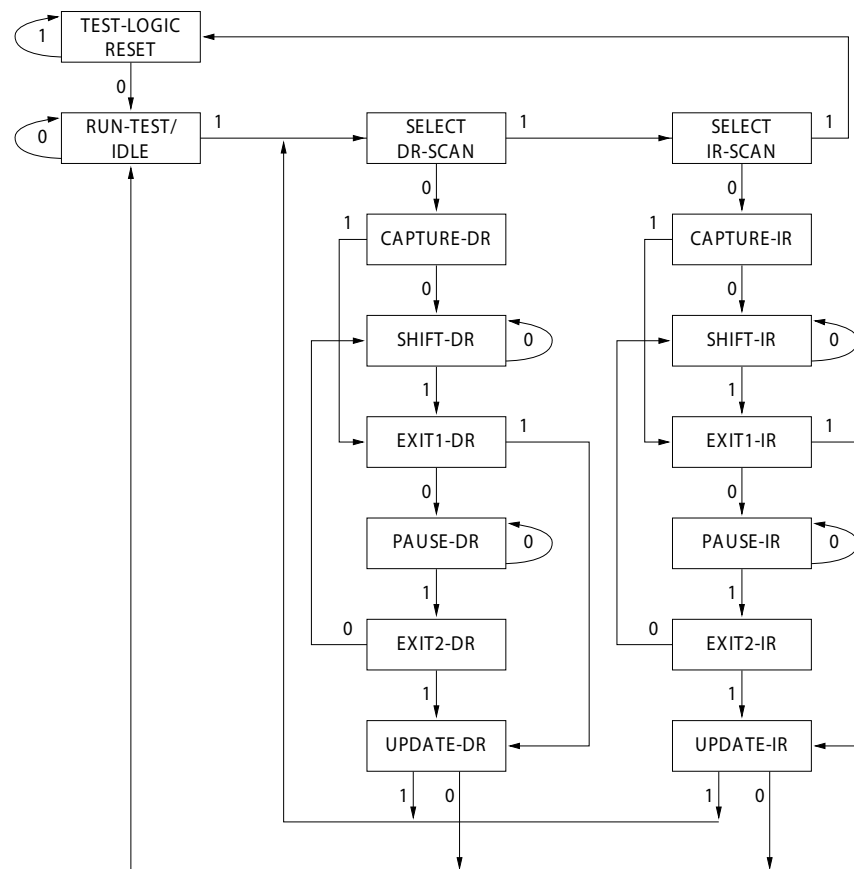 TEST-LOGIC
RESET
1
0
RUN-TEST/
IDLE
0
1
SELECT
DR-SCAN
1
SELECT
IR-SCAN
1
0
0
1
CAPTURE-DR
1
CAPTURE-IR
0
0
SHIFT-DR
0
SHIFT-IR
0
1
1
EXIT1-DR
1
EXIT1-IR
1
0
0
PAUSE-DR
0
PAUSE-IR
0
1
1
0
EXIT2-DR
0
EXIT2-IR
1
1
UPDATE-DR
UPDATE-IR
1
0
1
0